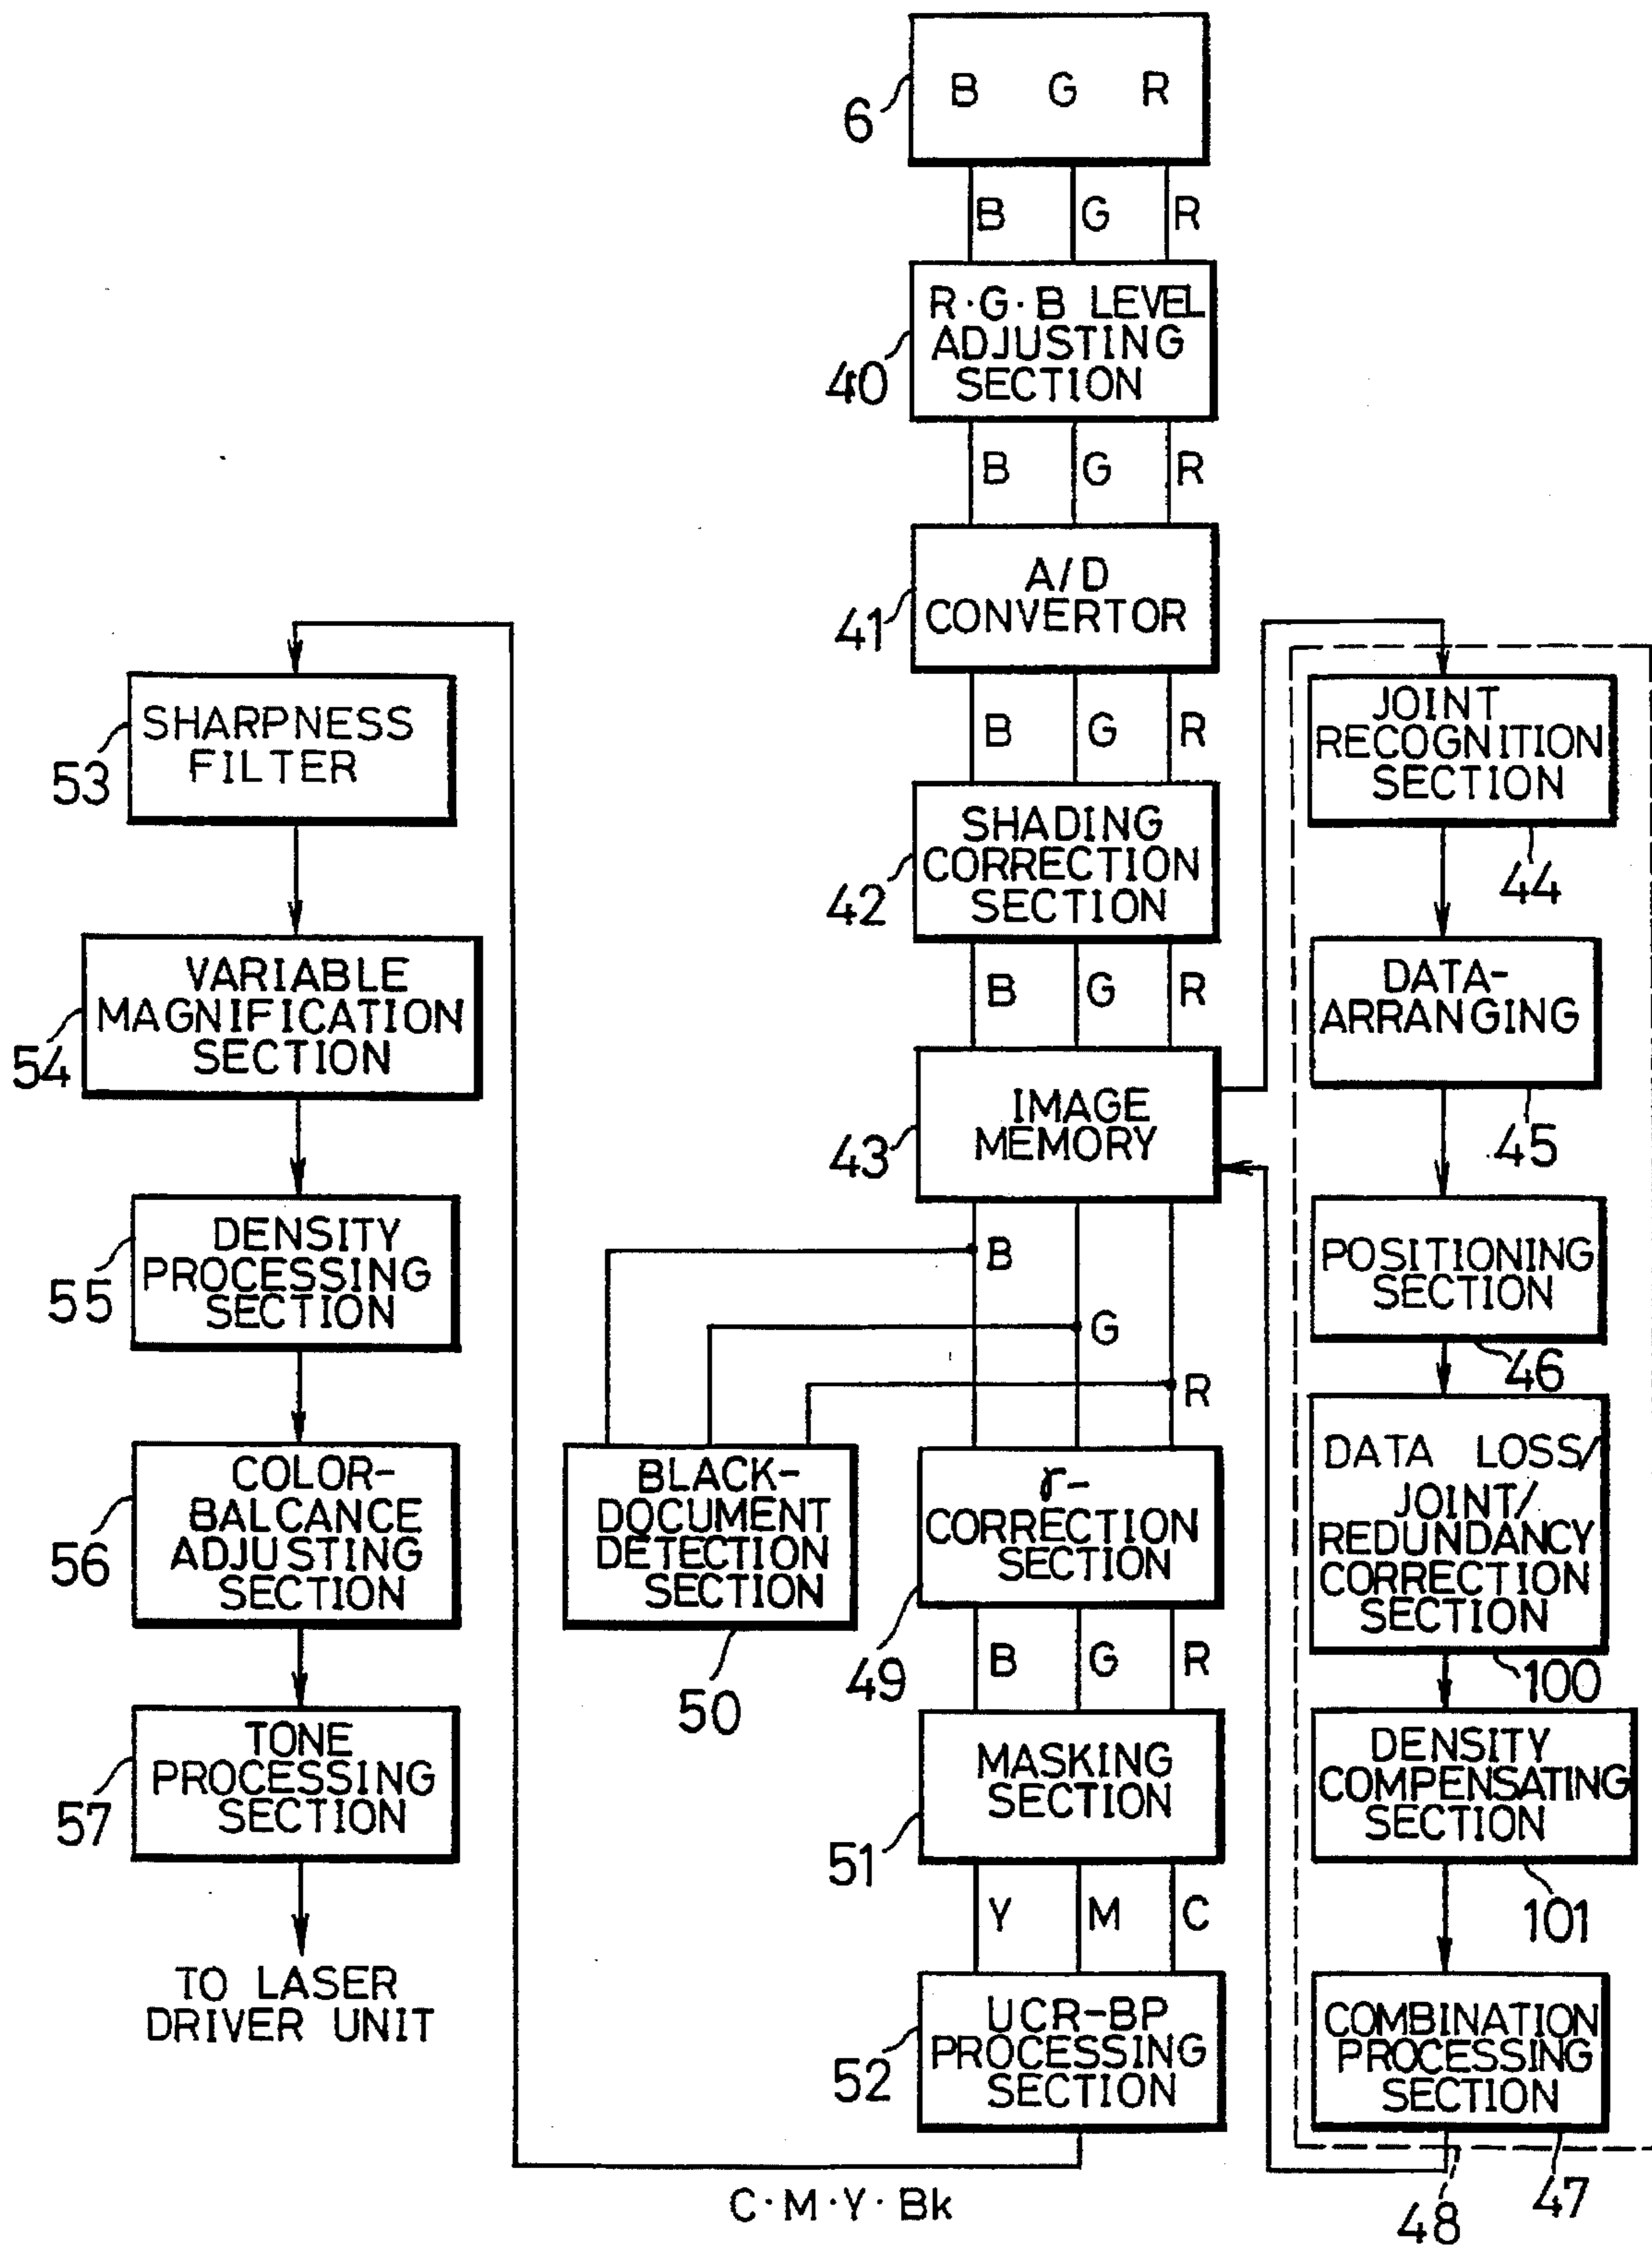 B G R
6
B G R
R·G·B LEVEL
ADJUSTING
SECTION
40
B G R
A/D
CONVERTOR
41
B G R
SHADING
CORRECTION
SECTION
42
B G R
IMAGE
MEMORY
43
B
G
R
BLACK-
DOCUMENT
DETECTION
SECTION
50
γ-
CORRECTION
SECTION
49
B G R
MASKING
SECTION
51
Y M C
UCR-BP
PROCESSING
SECTION
52
C·M·Y·Bk
JOINT
RECOGNITION
SECTION
44
DATA-
ARRANGING
45
POSITIONING
SECTION
46
DATA LOSS/
JOINT/
REDUNDANCY
CORRECTION
SECTION
100
DENSITY
COMPENSATING
SECTION
101
COMBINATION
PROCESSING
SECTION
47
48
SHARPNESS
FILTER
53
VARIABLE
MAGNIFICATION
SECTION
54
DENSITY
PROCESSING
SECTION
55
COLOR-
BALCANCE
ADJUSTING
SECTION
56
TONE
PROCESSING
SECTION
57
TO LASER
DRIVER UNIT